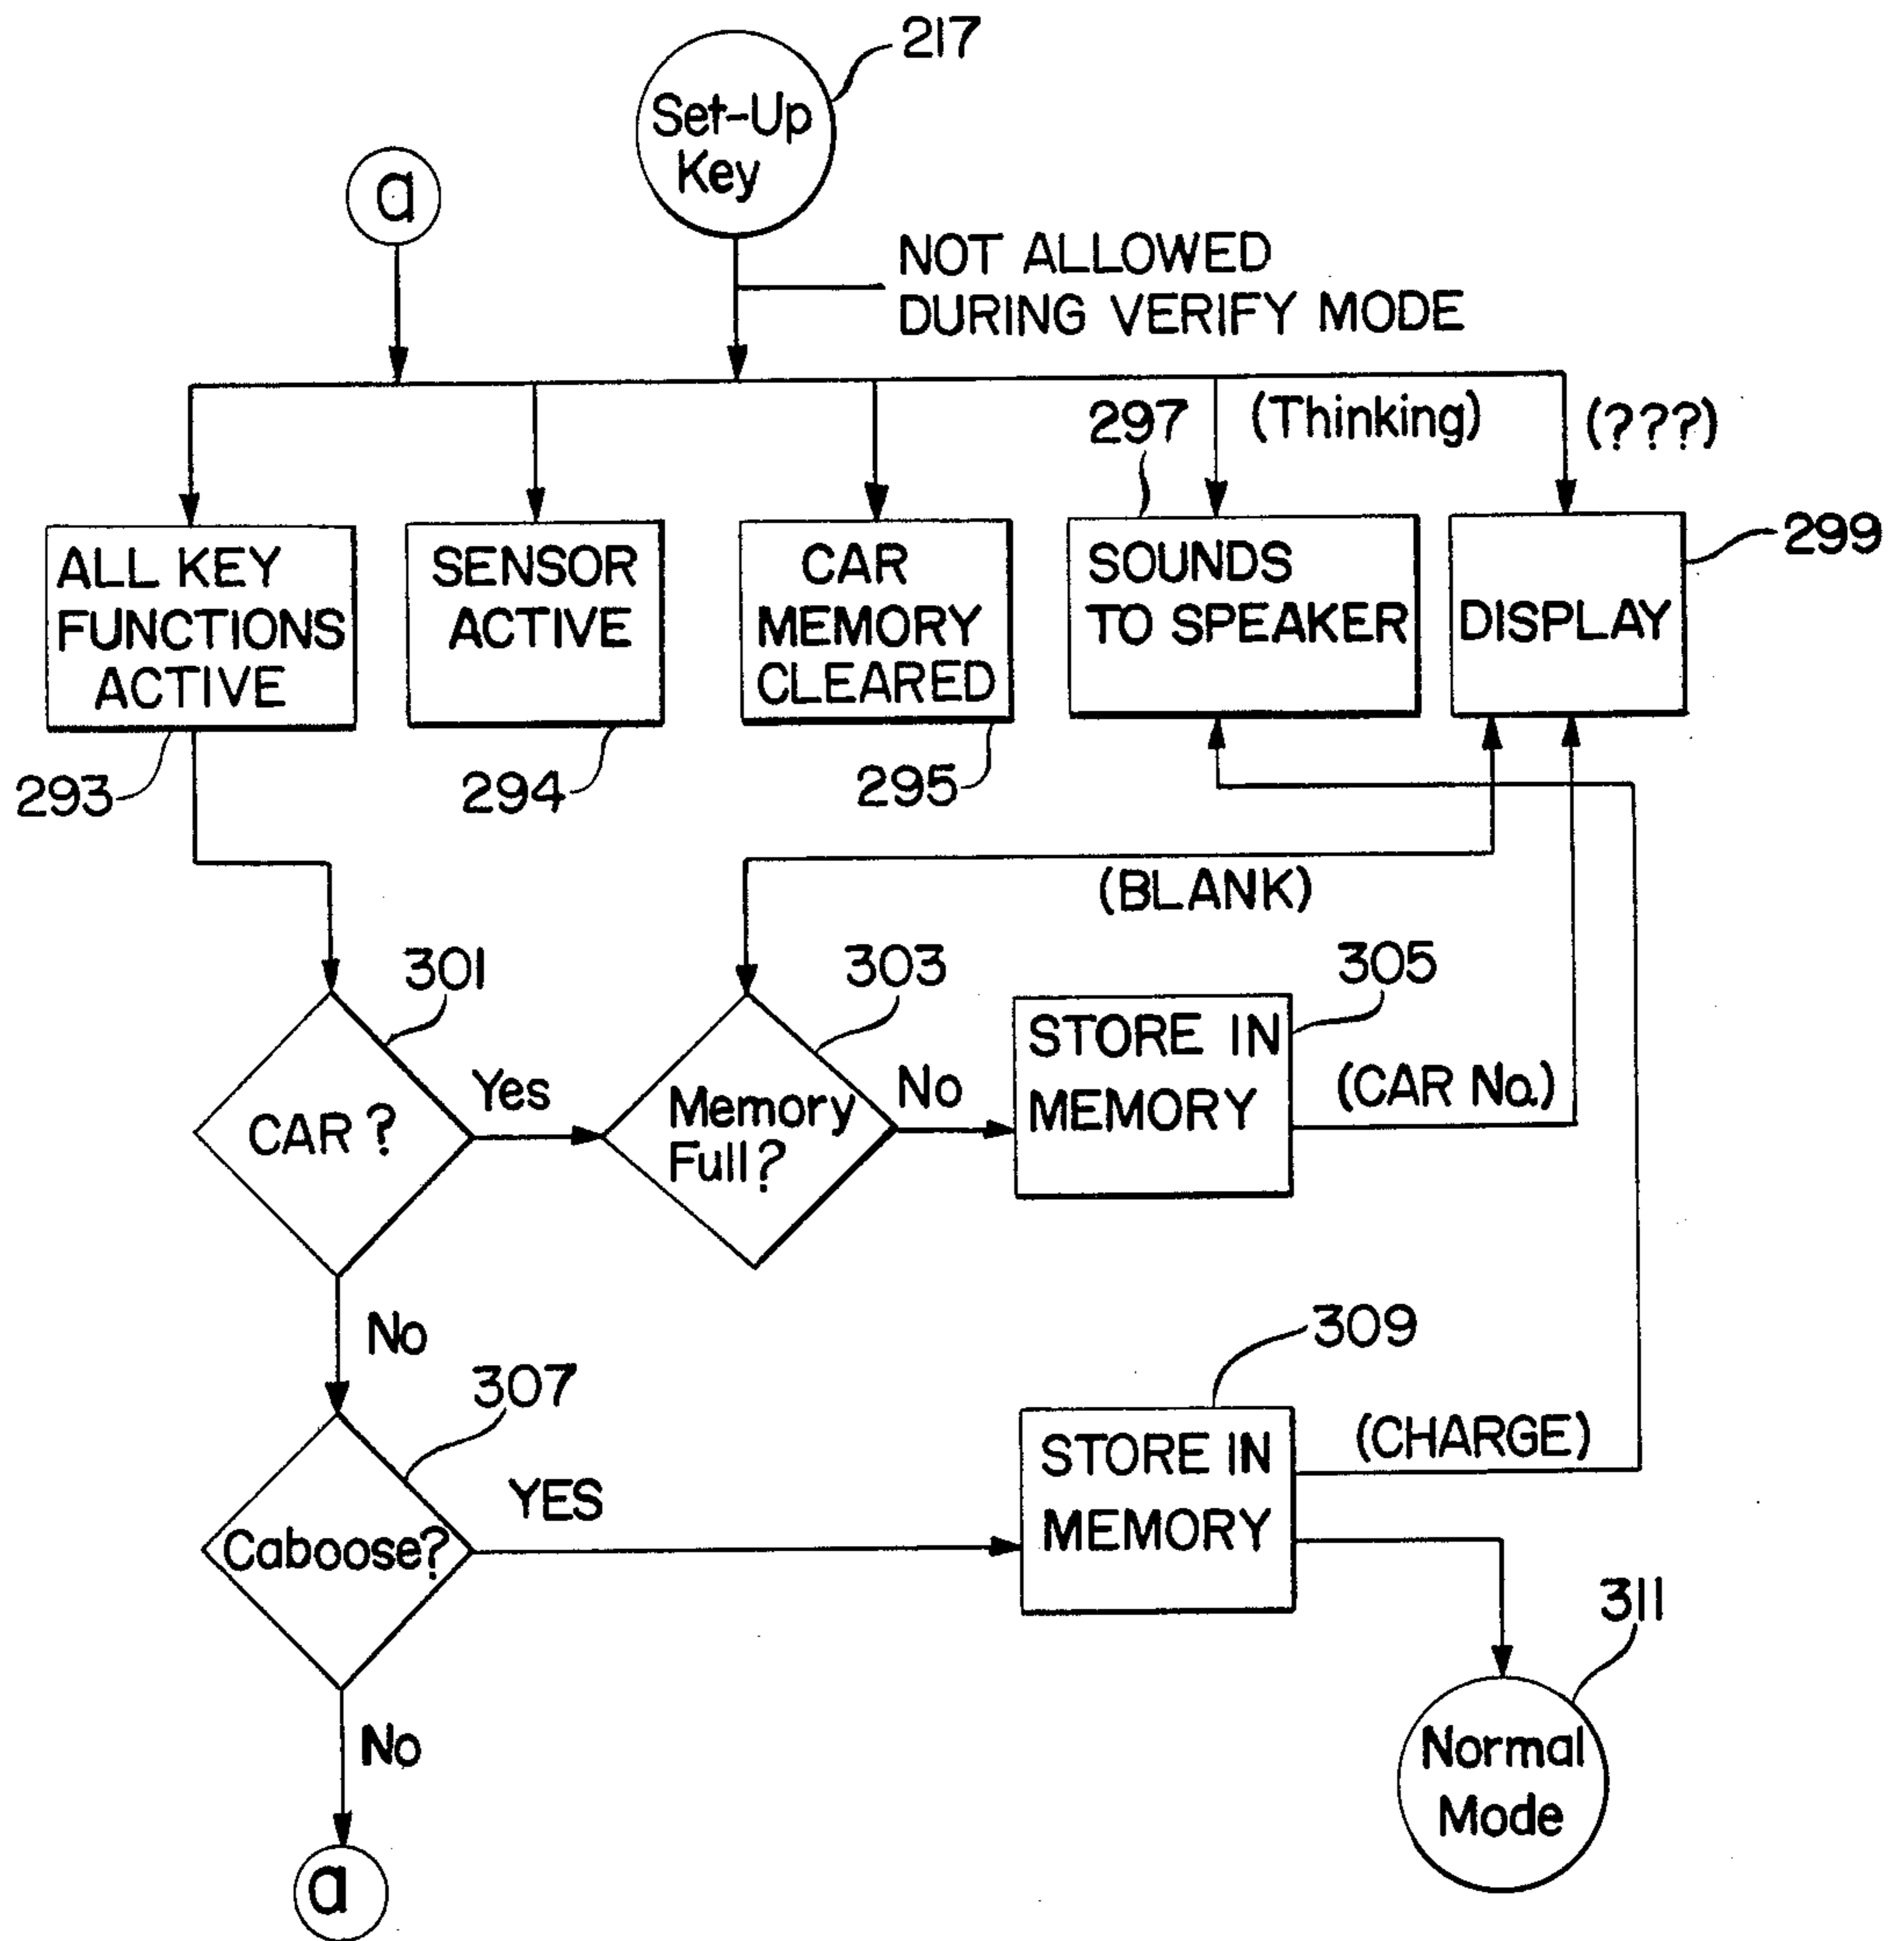 217
Set-Up
Key
a
NOT ALLOWED
DURING VERIFY MODE
297
(Thinking)
(???)
ALL KEY
FUNCTIONS
ACTIVE
SENSOR
ACTIVE
CAR
MEMORY
CLEARED
SOUNDS
TO SPEAKER
DISPLAY
299
293
294
295
(BLANK)
301
303
305
CAR?
Yes
Memory
Full?
No
STORE IN
MEMORY
(CAR No.)
No
307
309
Caboose?
YES
STORE IN
MEMORY
(CHARGE)
311
No
Normal
Mode
a